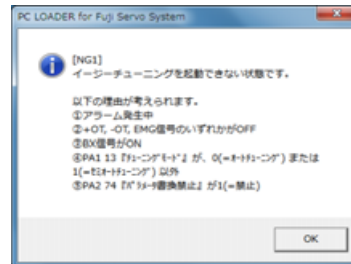 PC LOADER for Fuji Servo System
[NG1]
イージーチューニングを起動できない状態です。
以下の理由が考えられます。
①アラーム発生中
②+OT, -OT, EMG信号のいずれかがOFF
③BX信号がON
④PA1 13『ﾁｭｰﾆﾝｸﾞﾓｰﾄﾞ』が、0(=ｵｰﾄﾁｭｰﾆﾝｸﾞ) または
1(=ｾﾐｵｰﾄﾁｭｰﾆﾝｸﾞ) 以外
⑤PA2 74『ﾊﾟﾗﾒｰﾀ書換禁止』が1(=禁止)
OK